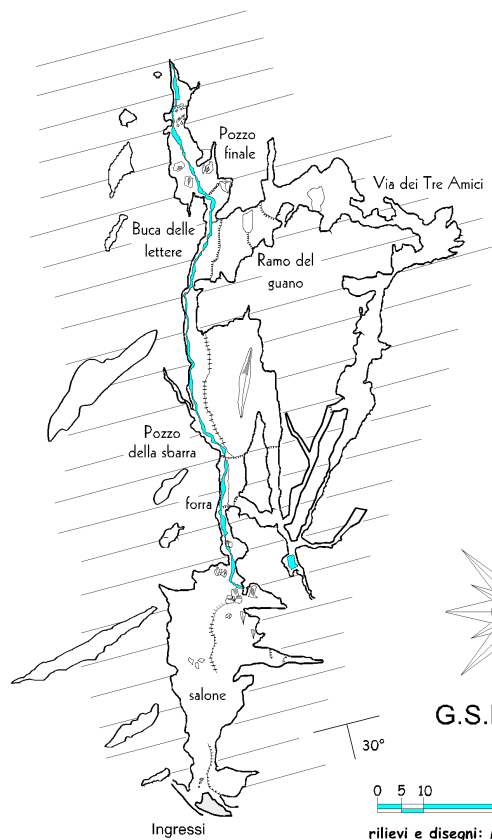 Pozzo
finale
Via dei Tre Amici
Buca delle
lettere
Ramo del
guano
Pozzo
della sbarra
forra
salone
30°
G.S.
0 5 10
Ingressi
rilievi e disegni: